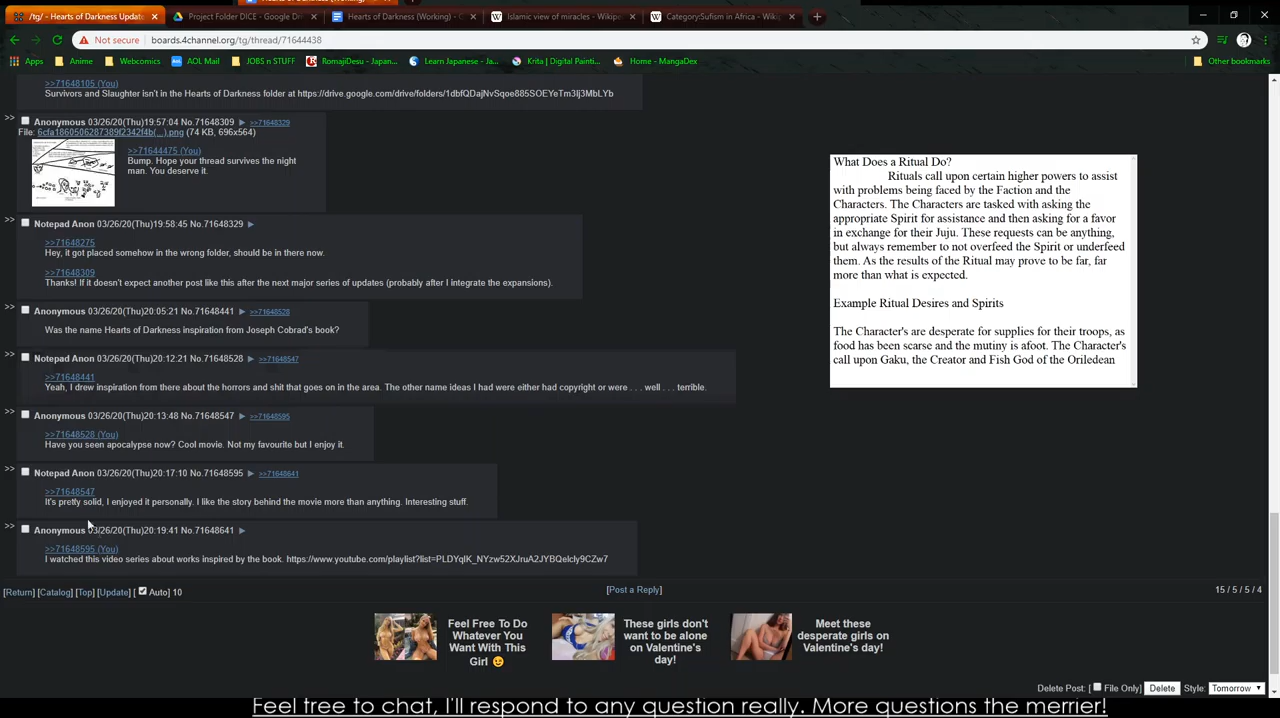 /tg/ - Hearts of Darkness Update
Project Folder DICE - Google Dri
Hearts of Darkness (Working) - G
Islamic view of miracles - Wikipe
Category:Sufism in Africa - Wiki
Not secure | boards.4channel.org/tg/thread/71644438
Apps Anime Webcomics AOL Mail JOBS n STUFF RomajiDesu - Japan... Learn Japanese - Ja... Krita | Digital Painti... Home - MangaDex Other bookmarks
>>71648105 (You)
Survivors and Slaughter isn't in the Hearts of Darkness folder at https://drive.google.com/drive/folders/1dbfQDajNvSqoe885SOEYeTm3Ij3MbLYb
>> Anonymous 03/26/20(Thu)19:57:04 No.71648309 ▶ >>71648329
File: 6cfa1860506287389f2342f4b(...).png (74 KB, 696x564)
>>71644475 (You)
Bump. Hope your thread survives the night
man. You deserve it.
>> Notepad Anon 03/26/20(Thu)19:58:45 No.71648329 ▶
>>71648275
Hey, it got placed somehow in the wrong folder, should be in there now.
>>71648309
Thanks! If it doesn't expect another post like this after the next major series of updates (probably after I integrate the expansions).
>> Anonymous 03/26/20(Thu)20:05:21 No.71648441 ▶ >>71648528
Was the name Hearts of Darkness inspiration from Joseph Cobrad's book?
>> Notepad Anon 03/26/20(Thu)20:12:21 No.71648528 ▶ >>71648547
>>71648441
Yeah, I drew inspiration from there about the horrors and shit that goes on in the area. The other name ideas I had were either had copyright or were . . . well . . . terrible.
>> Anonymous 03/26/20(Thu)20:13:48 No.71648547 ▶ >>71648595
>>71648528 (You)
Have you seen apocalypse now? Cool movie. Not my favourite but I enjoy it.
>> Notepad Anon 03/26/20(Thu)20:17:10 No.71648595 ▶ >>71648641
>>71648547
It's pretty solid, I enjoyed it personally. I like the story behind the movie more than anything. Interesting stuff.
>> Anonymous 03/26/20(Thu)20:19:41 No.71648641 ▶
>>71648595 (You)
I watched this video series about works inspired by the book. https://www.youtube.com/playlist?list=PLDYqIK_NYzw52XJruA2JYBQelcly9CZw7
What Does a Ritual Do?
Rituals call upon certain higher powers to assist
with problems being faced by the Faction and the
Characters. The Characters are tasked with asking the
appropriate Spirit for assistance and then asking for a favor
in exchange for their Juju. These requests can be anything,
but always remember to not overfeed the Spirit or underfeed
them. As the results of the Ritual may prove to be far, far
more than what is expected.
Example Ritual Desires and Spirits
The Character's are desperate for supplies for their troops, as
food has been scarse and the mutiny is afoot. The Character's
call upon Gaku, the Creator and Fish God of the Oriledean
[Return] [Catalog] [Top] [Update] [ Auto] 10
[Post a Reply]
15 / 5 / 5 / 4
Feel Free To Do
Whatever You
Want With This
Girl 😉
These girls don't
want to be alone
on Valentine's
day!
Meet these
desperate girls on
Valentine's day!
Delete Post: [ File Only] Delete Style: Tomorrow
Feel free to chat, I'll respond to any question really. More questions the merrier!